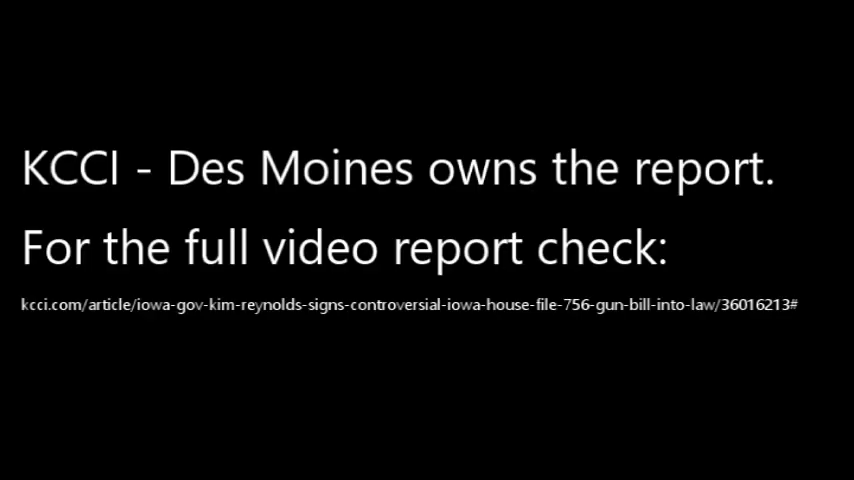 KCCI - Des Moines owns the report.
For the full video report check:
kcci.com/article/iowa-gov-kim-reynolds-signs-controversial-iowa-house-file-756-gun-bill-into-law/36016213#